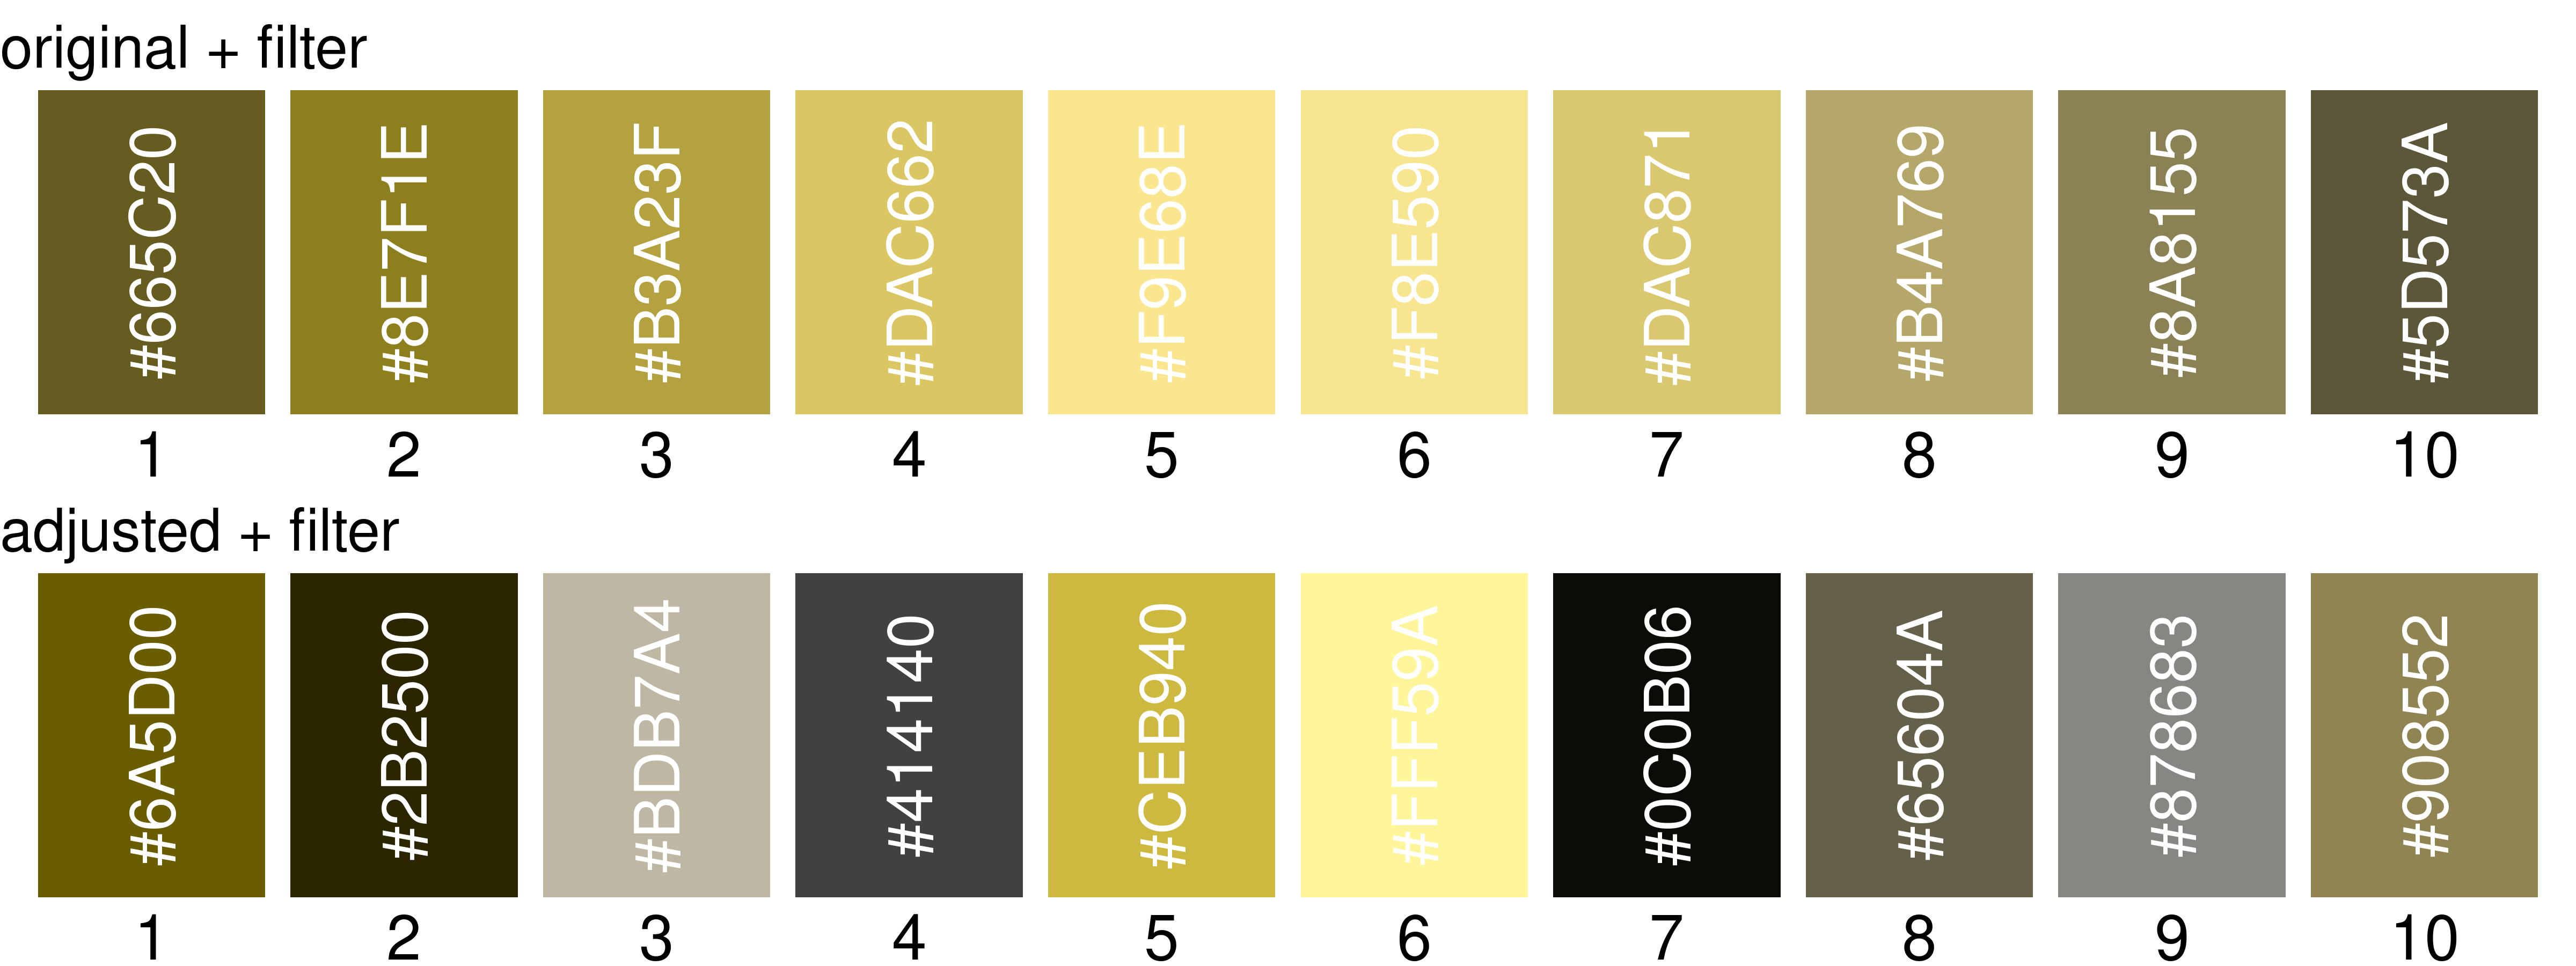 original + filter
#665C20 #8E7F1E #B3A23F #DAC662 #F9E68E #F8E590 #DAC871 #B4A769 #8A8155 #5D573A
1 2 3 4 5 6 7 8 9 10
adjusted + filter
#6A5D00 #2B2500 #BDB7A4 #414140 #CEB940 #FFF59A #0C0B06 #65604A #878683 #908552
1 2 3 4 5 6 7 8 9 10